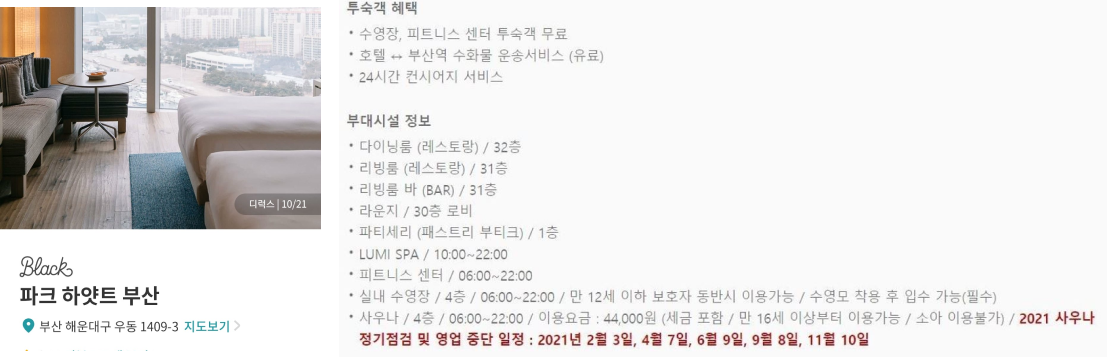 디럭스 | 10/21
Black
파크 하얏트 부산
부산 해운대구 우동 1409-3 지도보기 >
투숙객 혜택
• 수영장, 피트니스 센터 투숙객 무료
• 호텔 ↔ 부산역 수화물 운송서비스 (유료)
• 24시간 컨시어지 서비스
부대시설 정보
• 다이닝룸 (레스토랑) / 32층
• 리빙룸 (레스토랑) / 31층
• 리빙룸 바 (BAR) / 31층
• 라운지 / 30층 로비
• 파티세리 (패스트리 부티크) / 1층
• LUMI SPA / 10:00~22:00
• 피트니스 센터 / 06:00~22:00
• 실내 수영장 / 4층 / 06:00~22:00 / 만 12세 이하 보호자 동반시 이용가능 / 수영모 착용 후 입수 가능(필수)
• 사우나 / 4층 / 06:00~22:00 / 이용요금 : 44,000원 (세금 포함 / 만 16세 이상부터 이용가능 / 소아 이용불가) / 2021 사우나
정기점검 및 영업 중단 일정 : 2021년 2월 3일, 4월 7일, 6월 9일, 9월 8일, 11월 10일